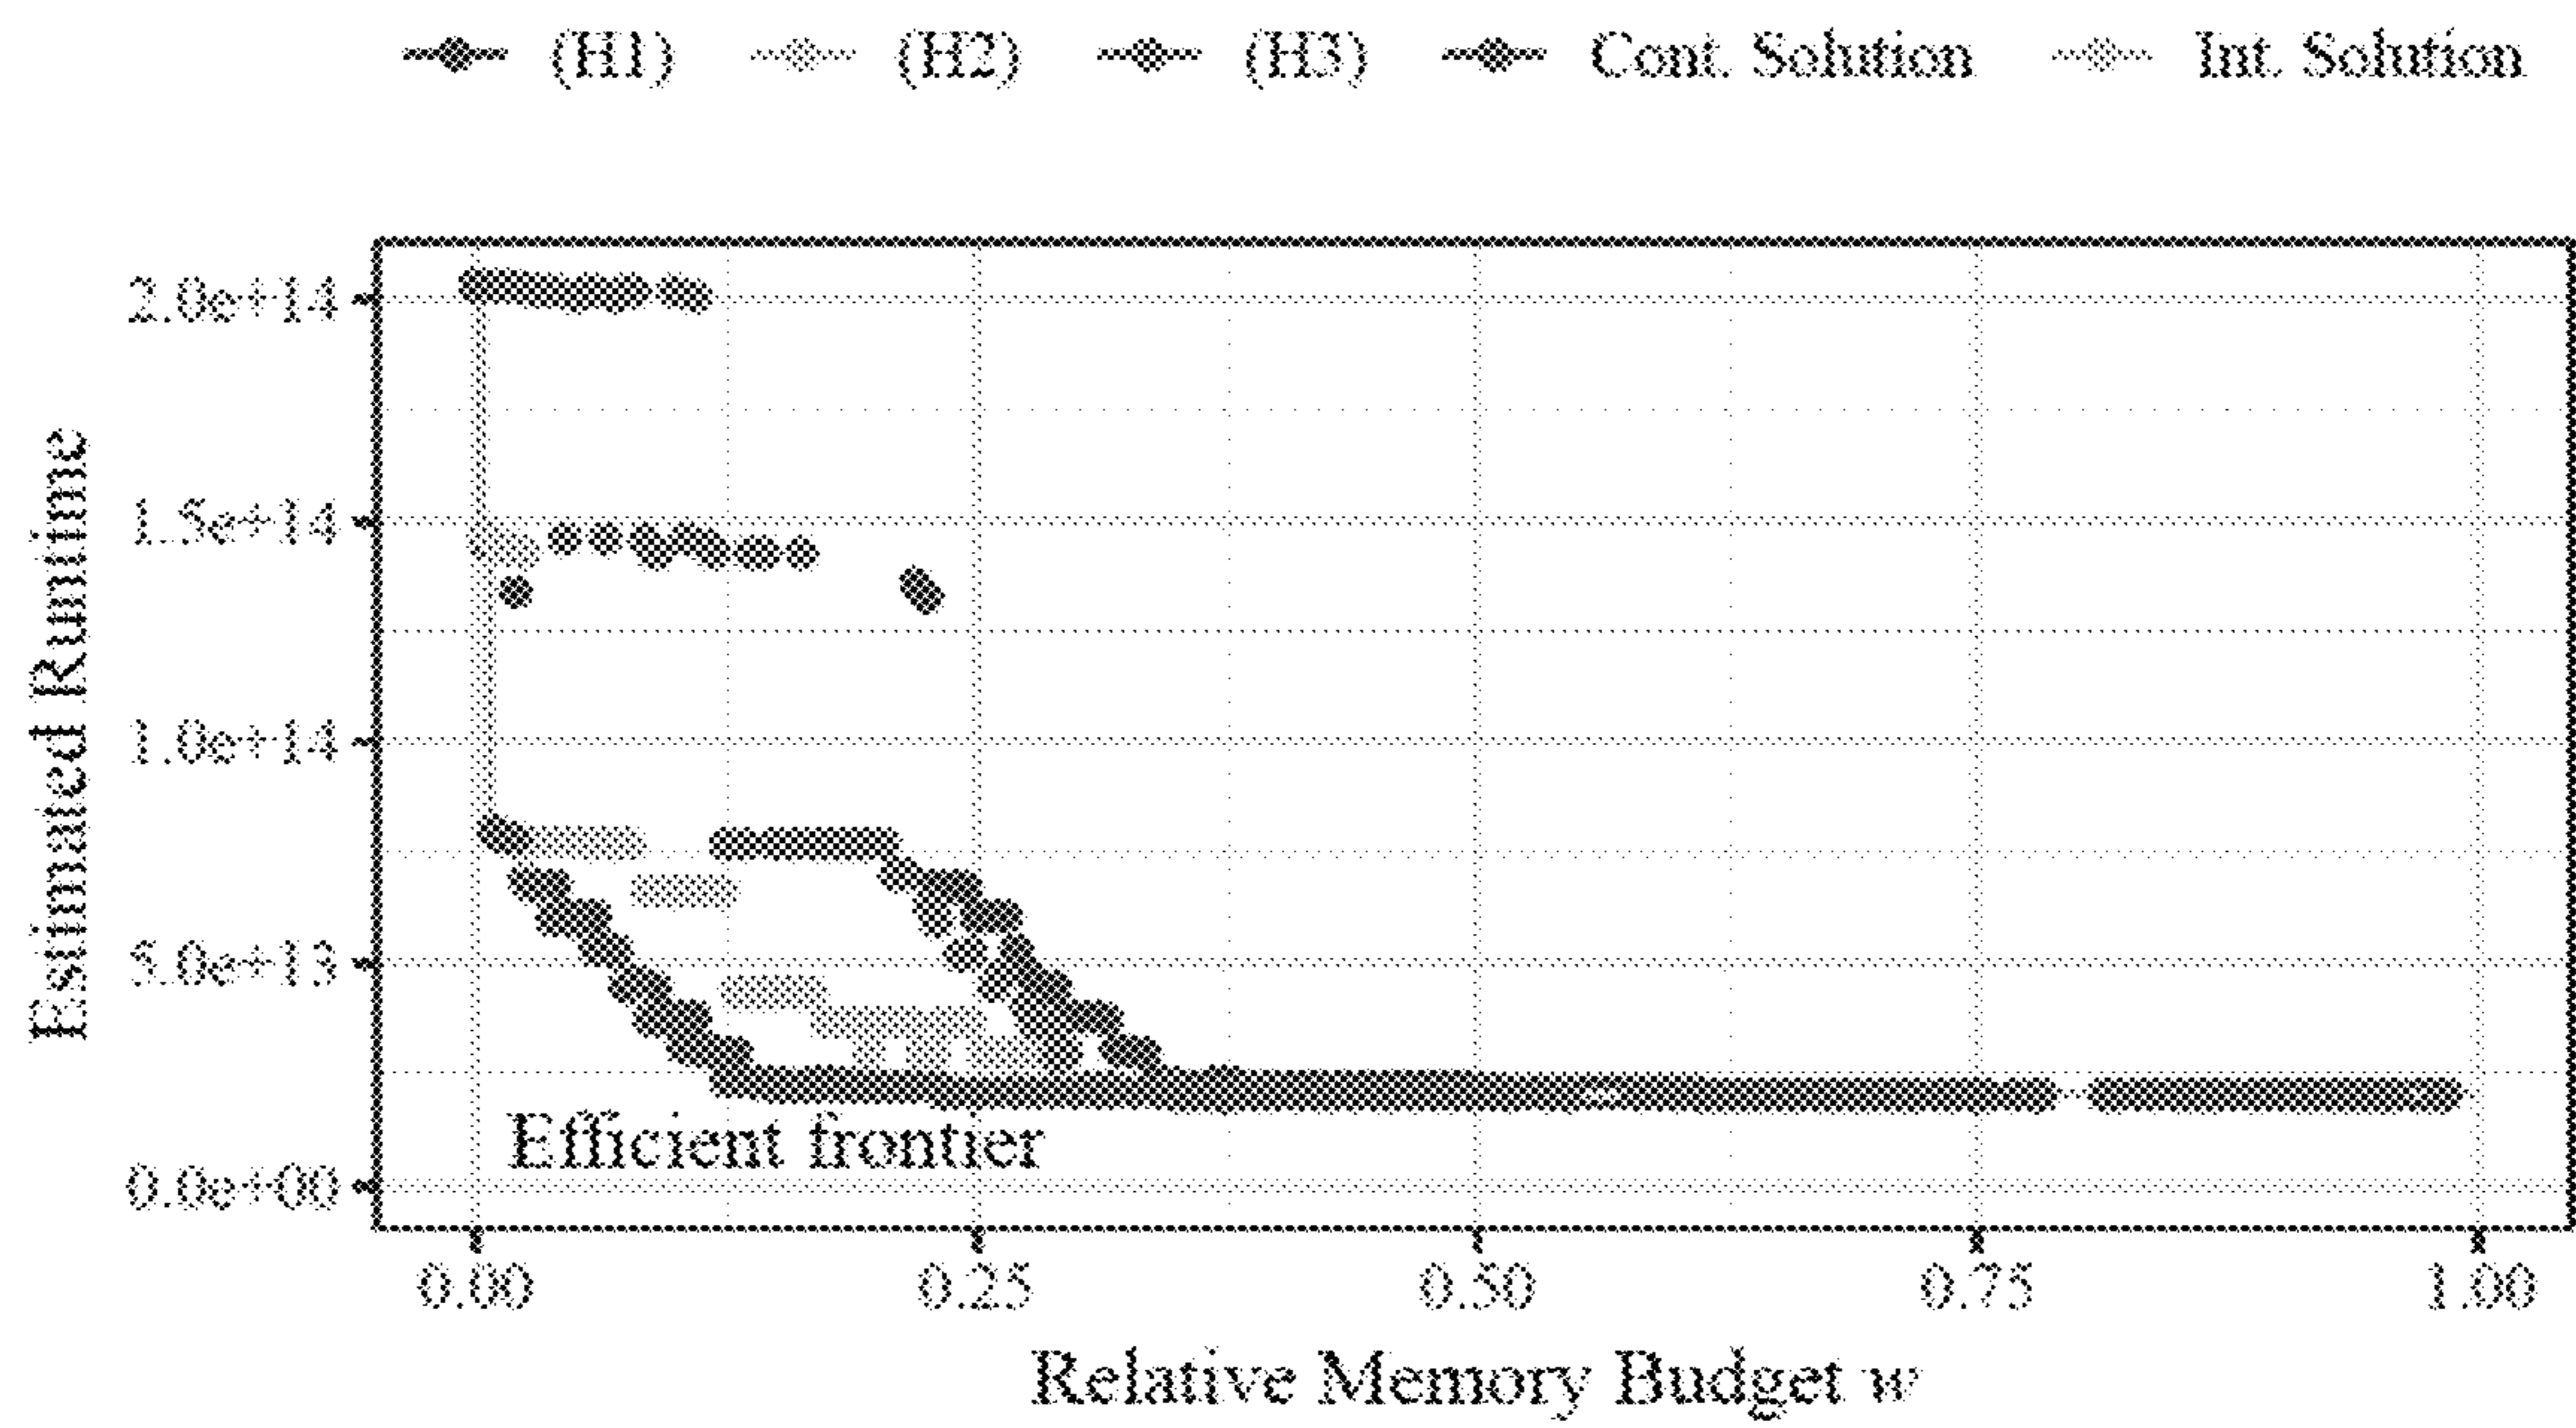 (H1) (H2) (H3) Cont. Solution Int. Solution
Estimated Runtime
2.0e+14
1.5e+14
1.0e+14
5.0e+13
0.0e+00
Efficient frontier
0.00 0.25 0.50 0.75 1.00
Relative Memory Budget w